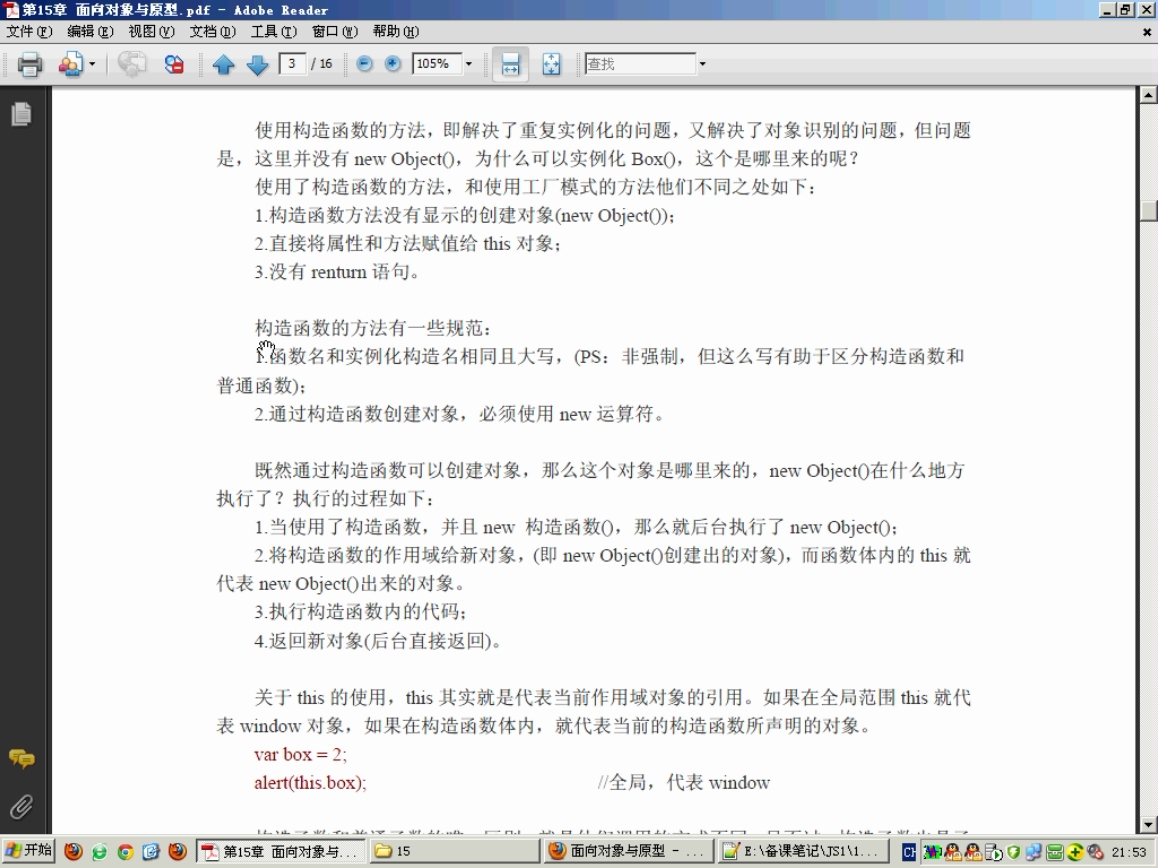 第15章 面向对象与原型.pdf - Adobe Reader
文件(F) 编辑(E) 视图(V) 文档(D) 工具(T) 窗口(W) 帮助(H)
3 / 16 105% 查找
使用构造函数的方法，即解决了重复实例化的问题，又解决了对象识别的问题，但问题
是，这里并没有 new Object()，为什么可以实例化 Box()，这个是哪里来的呢？
使用了构造函数的方法，和使用工厂模式的方法他们不同之处如下：
1.构造函数方法没有显示的创建对象(new Object())；
2.直接将属性和方法赋值给 this 对象；
3.没有 renturn 语句。
构造函数的方法有一些规范：
1.函数名和实例化构造名相同且大写，(PS：非强制，但这么写有助于区分构造函数和
普通函数)；
2.通过构造函数创建对象，必须使用 new 运算符。
既然通过构造函数可以创建对象，那么这个对象是哪里来的，new Object()在什么地方
执行了？执行的过程如下：
1.当使用了构造函数，并且 new 构造函数()，那么就后台执行了 new Object()；
2.将构造函数的作用域给新对象，(即 new Object()创建出的对象)，而函数体内的 this 就
代表 new Object()出来的对象。
3.执行构造函数内的代码；
4.返回新对象(后台直接返回)。
关于 this 的使用，this 其实就是代表当前作用域对象的引用。如果在全局范围 this 就代
表 window 对象，如果在构造函数体内，就代表当前的构造函数所声明的对象。
var box = 2;
alert(this.box); //全局，代表 window
开始 第15章 面向对象与... 15 面向对象与原型 - ... E:\备课笔记\JS1\1... CH 21:53